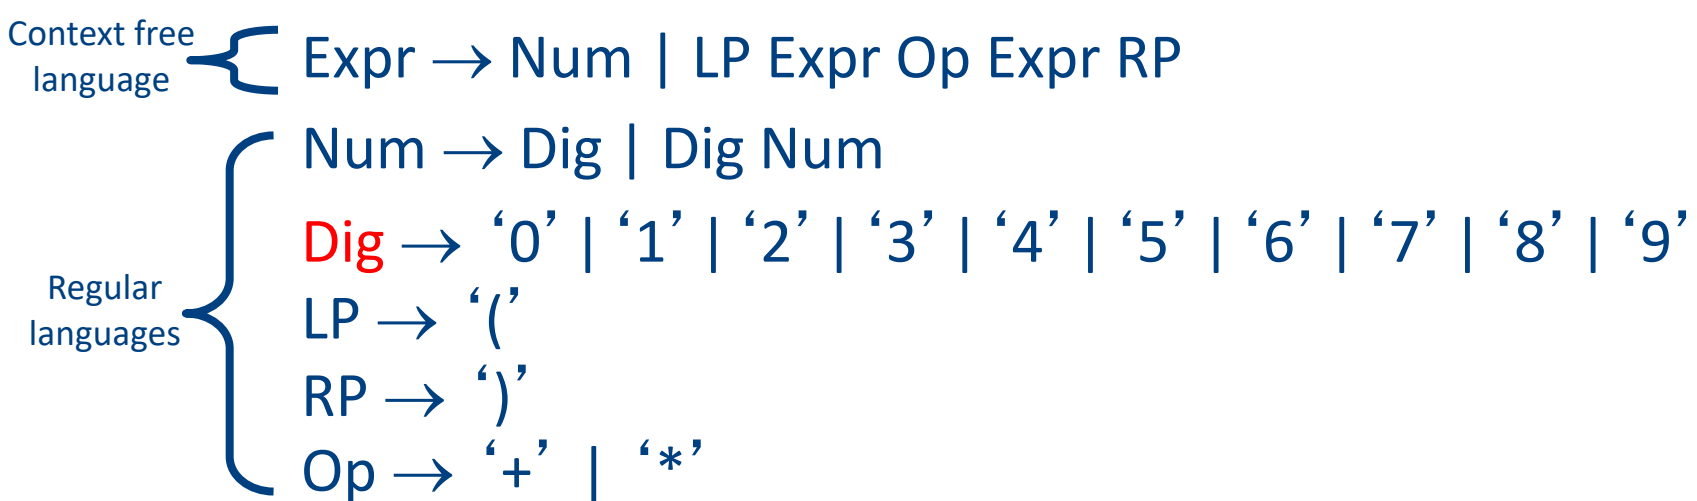 Context free
language
Expr → Num | LP Expr Op Expr RP
Num → Dig | Dig Num
Dig → ‘0’ | ‘1’ | ‘2’ | ‘3’ | ‘4’ | ‘5’ | ‘6’ | ‘7’ | ‘8’ | ‘9’
Regular
languages
LP → ‘(’
RP → ‘)’
Op → ‘+’ | ‘*’